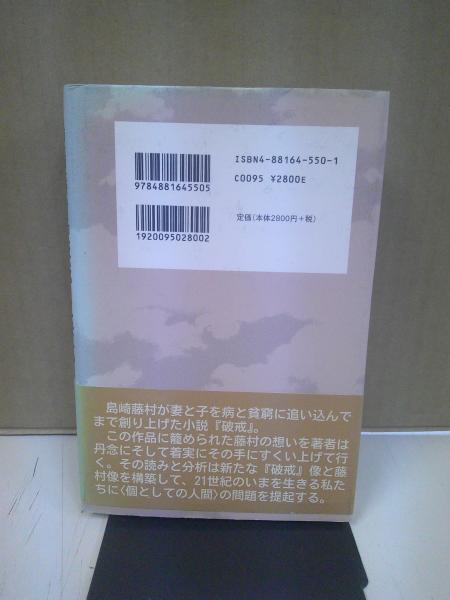 ISBN4-88164-550-1
C0095 ¥2800E
定価(本体2800円+税)
9784881645505
1920095028002
島崎藤村が妻と子を病と貧窮に追い込んで
まで創り上げた小説『破戒』。
この作品に籠められた藤村の想いを著者は
丹念にそして着実にその手にすくい上げて行
く。その読みと分析は新たな『破戒』像と藤
村像を構築して、21世紀のいまを生きる私た
ちに〈個としての人間〉の問題を提起する。